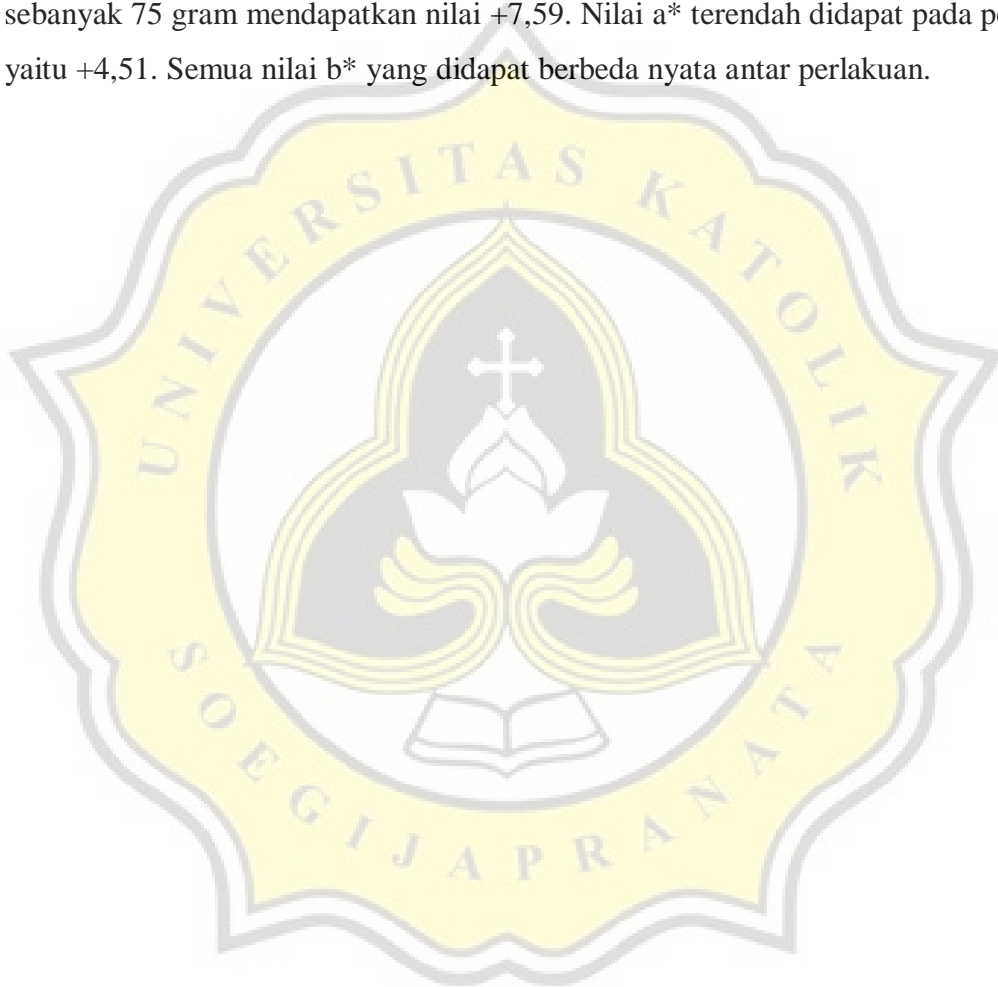 sebanyak 75 gram mendapatkan nilai +7,59. Nilai a* terendah didapat pada
yaitu +4,51. Semua nilai b* yang didapat berbeda nyata antar perlakuan.
UNIVERSITAS KATOLIK
SOEGIJAPRANATA